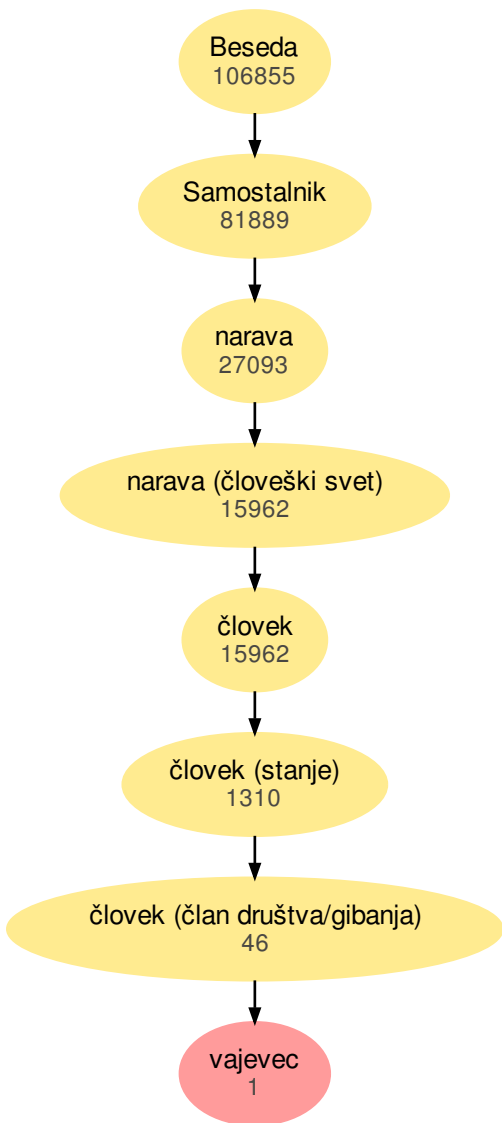 Beseda
106855
Samostalnik
81889
narava
27093
narava (človeški svet)
15962
človek
15962
človek (stanje)
1310
človek (član društva/gibanja)
46
vajevec
1